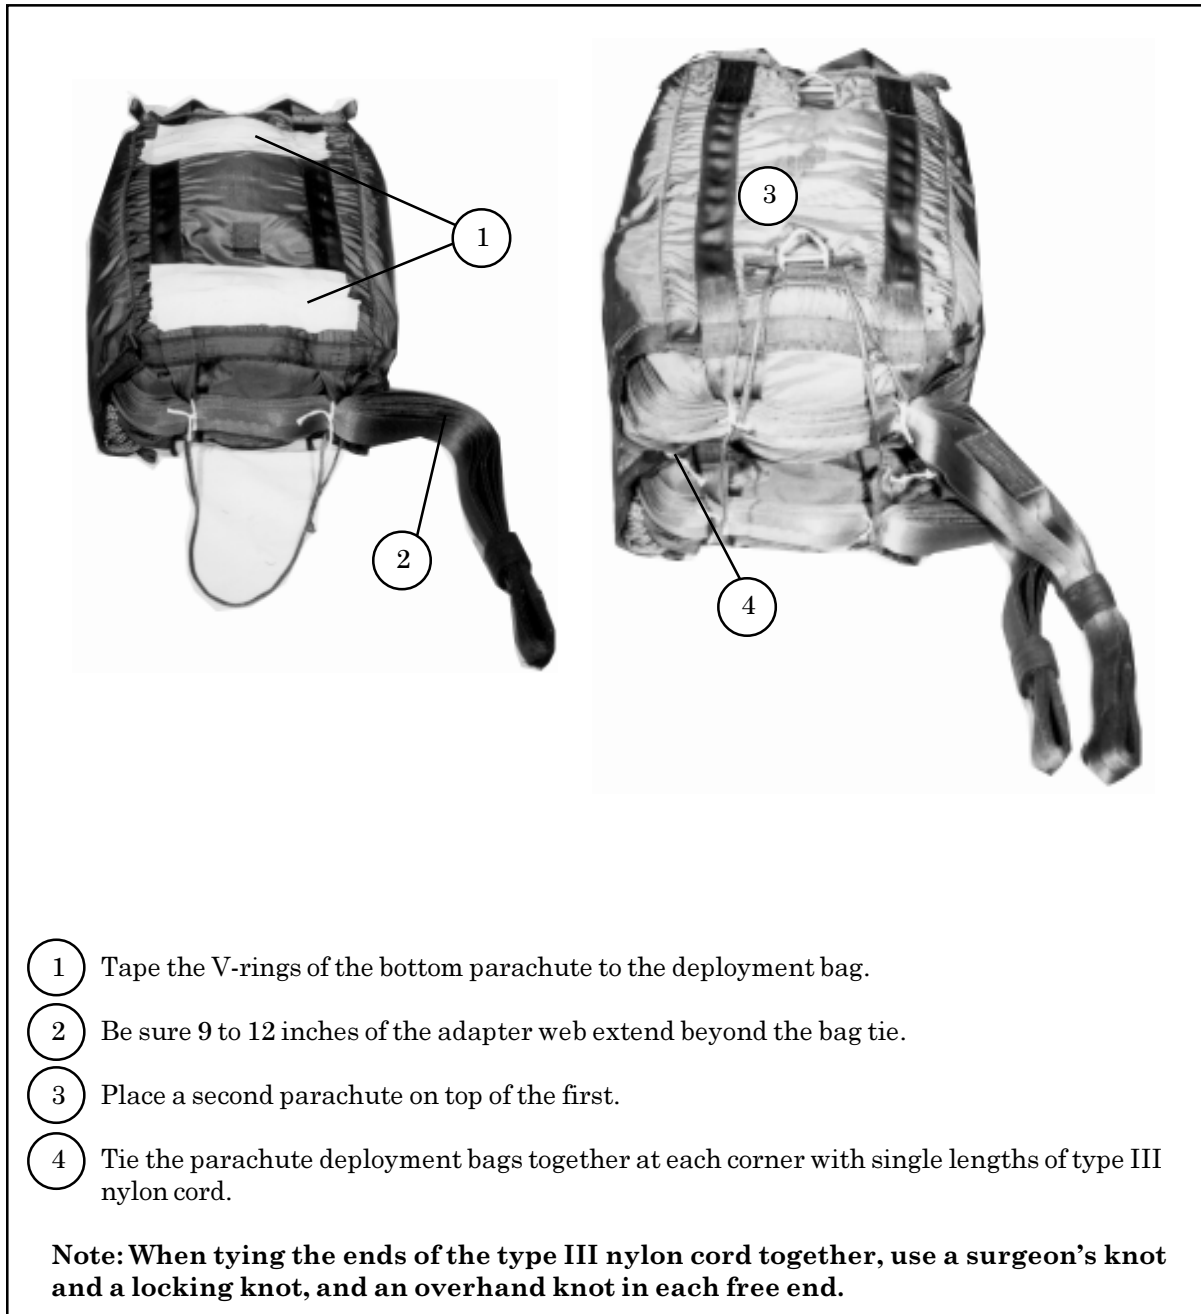 1
3
2
4
1 Tape the V-rings of the bottom parachute to the deployment bag.
2 Be sure 9 to 12 inches of the adapter web extend beyond the bag tie.
3 Place a second parachute on top of the first.
4 Tie the parachute deployment bags together at each corner with single lengths of type III
nylon cord.
Note: When tying the ends of the type III nylon cord together, use a surgeon's knot
and a locking knot, and an overhand knot in each free end.